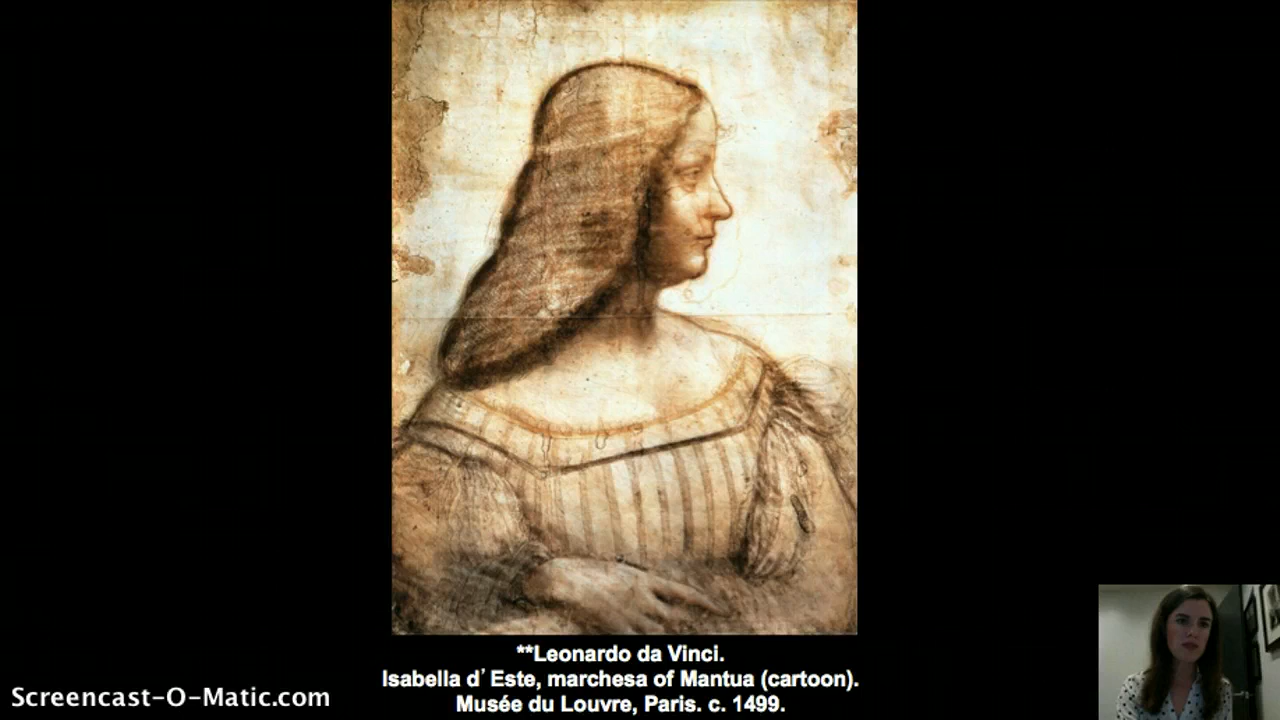 **Leonardo da Vinci.
Isabella d’ Este, marchesa of Mantua (cartoon).
Musée du Louvre, Paris. c. 1499.
Screencast-O-Matic.com